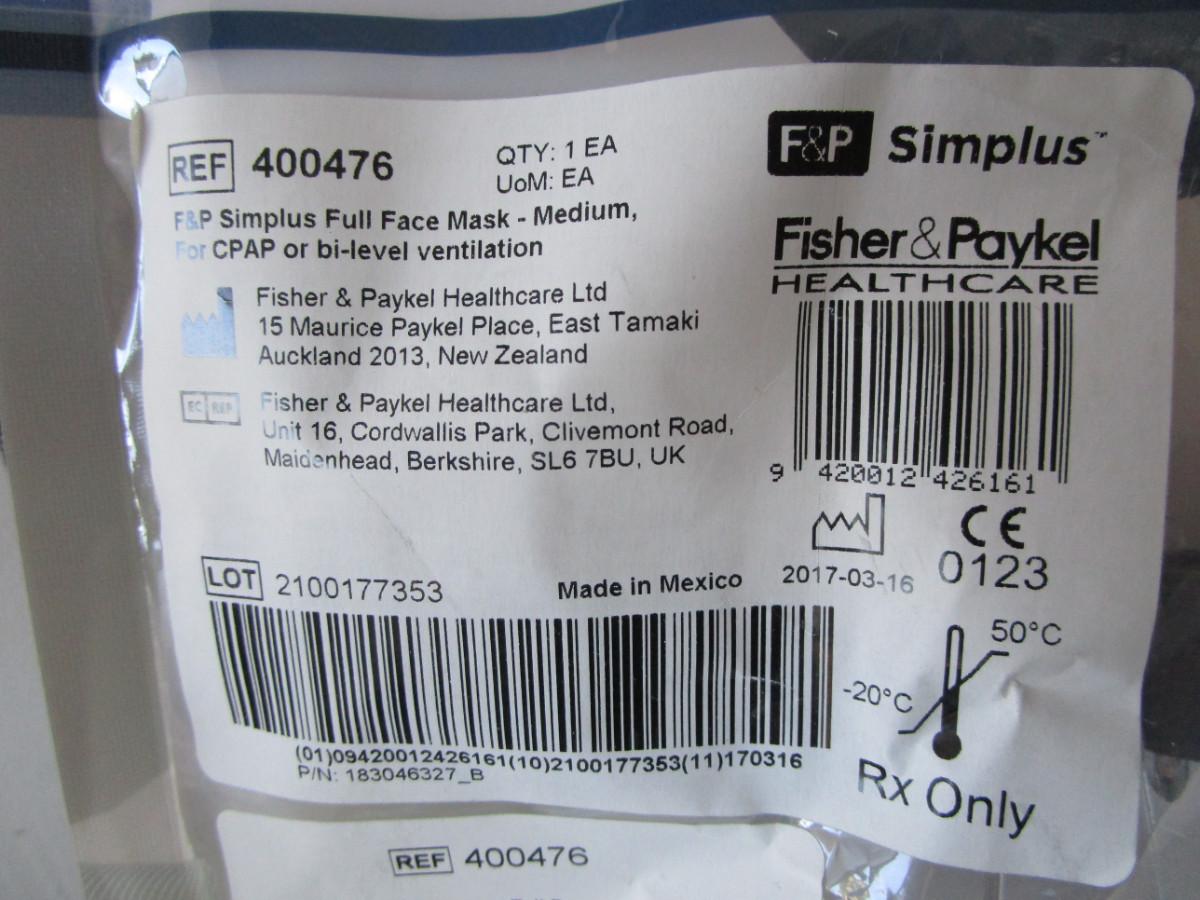 REF 400476
QTY: 1 EA
UoM: EA
F&P Simplus Full Face Mask - Medium,
For CPAP or bi-level ventilation
Fisher & Paykel Healthcare Ltd
15 Maurice Paykel Place, East Tamaki
Auckland 2013, New Zealand
EC REP
Fisher & Paykel Healthcare Ltd,
Unit 16, Cordwallis Park, Clivemont Road,
Maidenhead, Berkshire, SL6 7BU, UK
F&P Simplus™
Fisher & Paykel
HEALTHCARE
9 420012 426161
CE
0123
2017-03-16
LOT 2100177353
Made in Mexico
(01)09420012426161(10)2100177353(11)170316
P/N: 183046327_B
50°C
-20°C
Rx Only
REF 400476